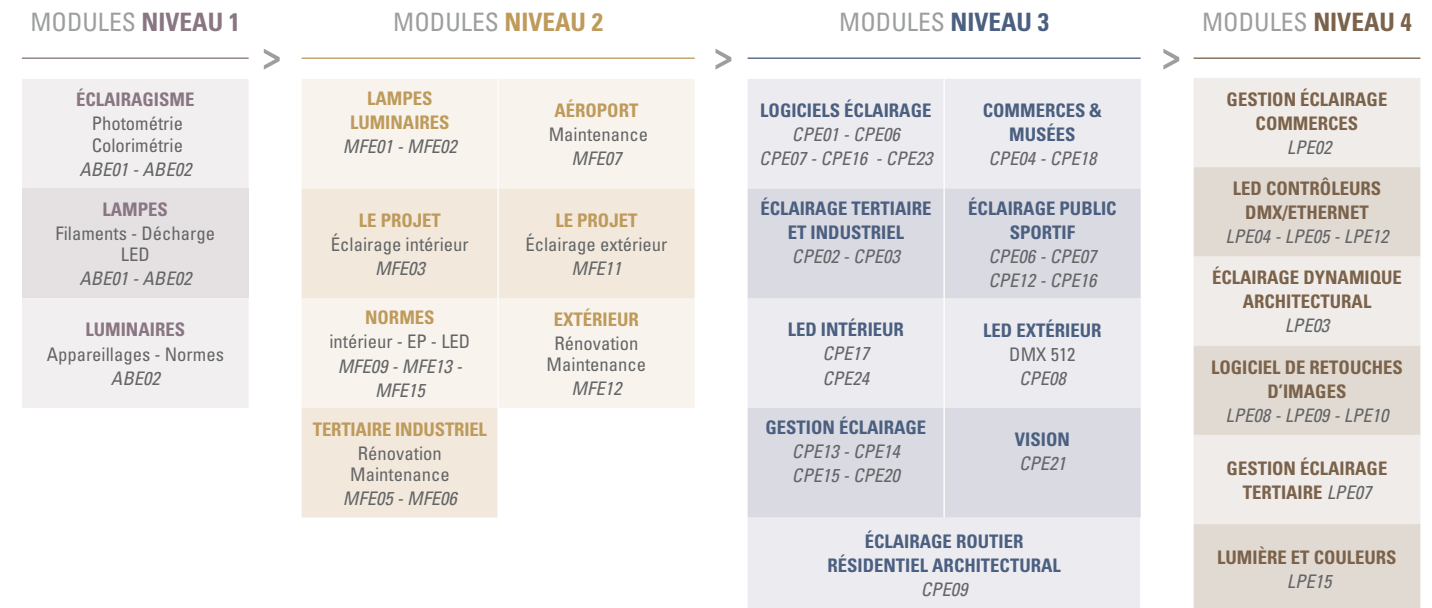 MODULES NIVEAU 1
>
MODULES NIVEAU 2
>
MODULES NIVEAU 3
>
MODULES NIVEAU 4
ÉCLAIRAGISME
Photométrie
Colorimétrie
ABE01 - ABE02
LAMPES
Filaments - Décharge
LED
ABE01 - ABE02
LUMINAIRES
Appareillages - Normes
ABE02
LAMPES
LUMINAIRES
MFE01 - MFE02
AÉROPORT
Maintenance
MFE07
LE PROJET
Éclairage intérieur
MFE03
LE PROJET
Éclairage extérieur
MFE11
NORMES
intérieur - EP - LED
MFE09 - MFE13 -
MFE15
EXTÉRIEUR
Rénovation
Maintenance
MFE12
TERTIAIRE INDUSTRIEL
Rénovation
Maintenance
MFE05 - MFE06
LOGICIELS ÉCLAIRAGE
CPE01 - CPE06
CPE07 - CPE16 - CPE23
COMMERCES &
MUSÉES
CPE04 - CPE18
ÉCLAIRAGE TERTIAIRE
ET INDUSTRIEL
CPE02 - CPE03
ÉCLAIRAGE PUBLIC
SPORTIF
CPE06 - CPE07
CPE12 - CPE16
LED INTÉRIEUR
CPE17
CPE24
LED EXTÉRIEUR
DMX 512
CPE08
GESTION ÉCLAIRAGE
CPE13 - CPE14
CPE15 - CPE20
VISION
CPE21
ÉCLAIRAGE ROUTIER
RÉSIDENTIEL ARCHITECTURAL
CPE09
GESTION ÉCLAIRAGE
COMMERCES
LPE02
LED CONTRÔLEURS
DMX/ETHERNET
LPE04 - LPE05 - LPE12
ÉCLAIRAGE DYNAMIQUE
ARCHITECTURAL
LPE03
LOGICIEL DE RETOUCHES
D'IMAGES
LPE08 - LPE09 - LPE10
GESTION ÉCLAIRAGE
TERTIAIRE LPE07
LUMIÈRE ET COULEURS
LPE15